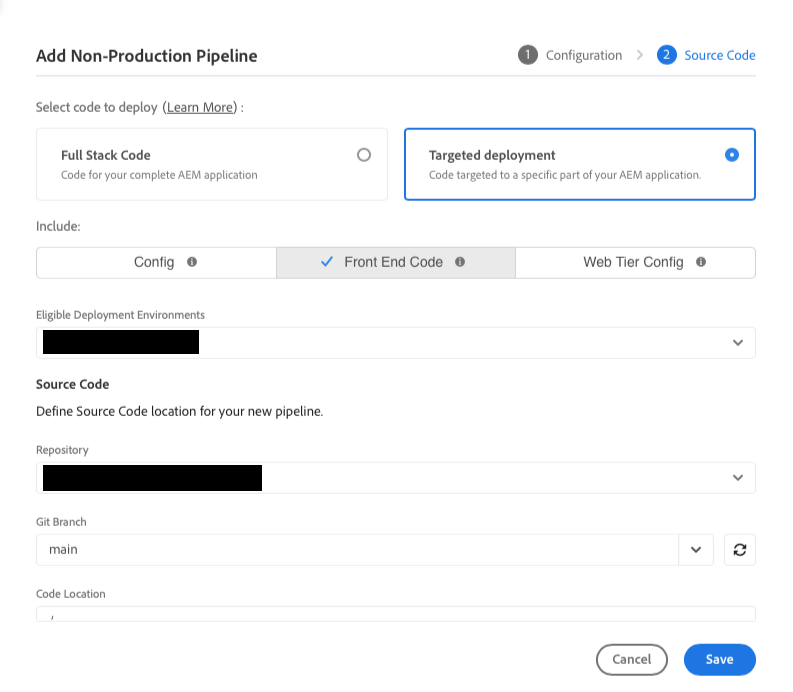 Add Non-Production Pipeline
1 Configuration > 2 Source Code
Select code to deploy (Learn More) :
Full Stack Code
Code for your complete AEM application
Targeted deployment
Code targeted to a specific part of your AEM application.
Include:
Config
Front End Code
Web Tier Config
Eligible Deployment Environments
Source Code
Define Source Code location for your new pipeline.
Repository
Git Branch
main
Code Location
Cancel
Save